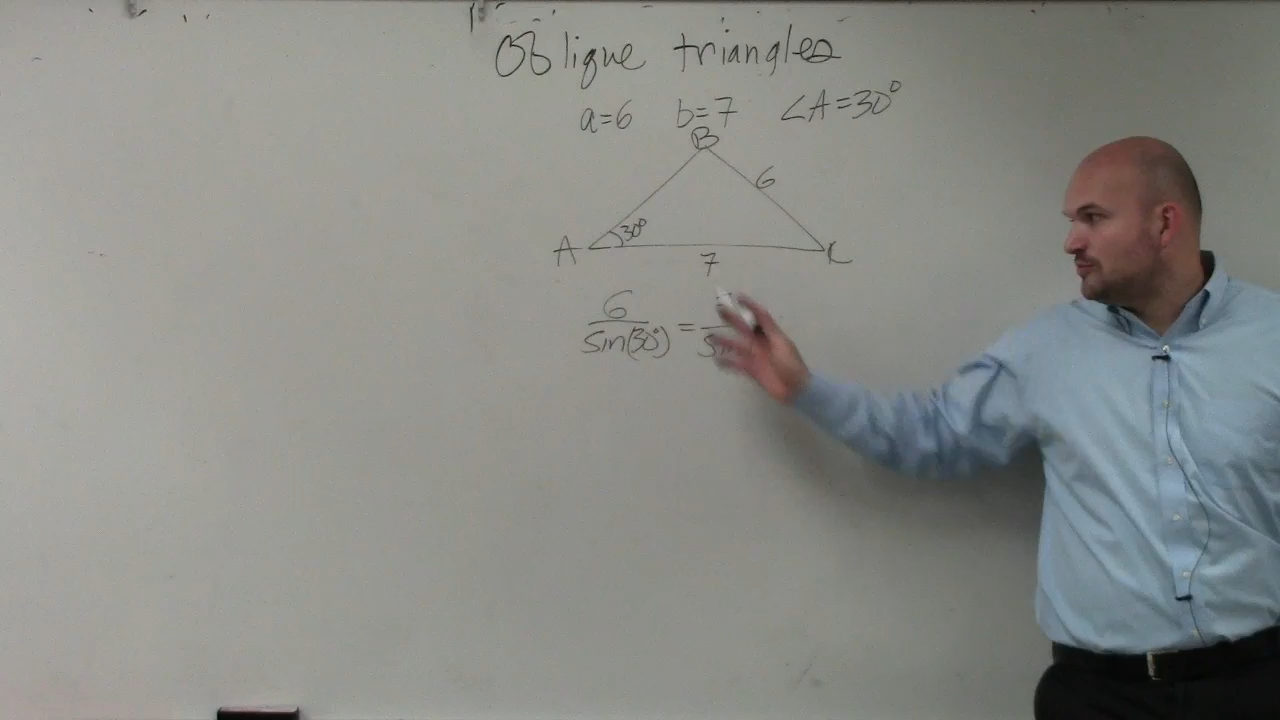 Oblique triangles
a=6 b=7 ∠A=30°
B
6
30°
A C
7
6/sin(30°) =